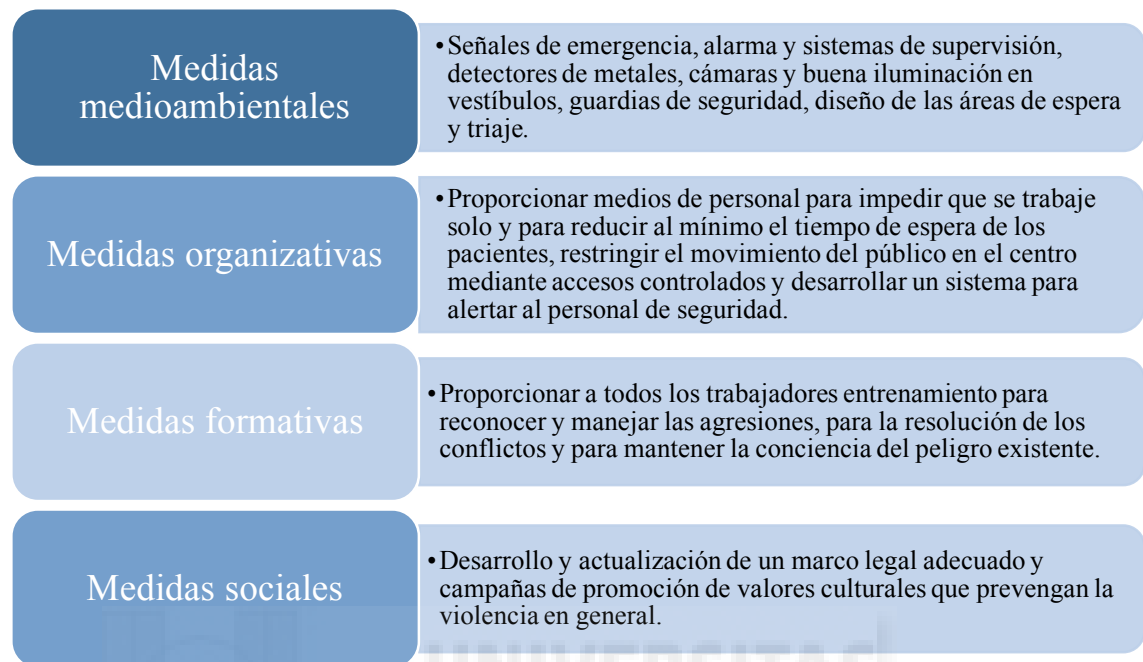 Medidas
medioambientales
•Señales de emergencia, alarma y sistemas de supervisión,
detectores de metales, cámaras y buena iluminación en
vestíbulos, guardias de seguridad, diseño de las áreas de espera
y triaje.
Medidas organizativas
•Proporcionar medios de personal para impedir que se trabaje
solo y para reducir al mínimo el tiempo de espera de los
pacientes, restringir el movimiento del público en el centro
mediante accesos controlados y desarrollar un sistema para
alertar al personal de seguridad.
Medidas formativas
•Proporcionar a todos los trabajadores entrenamiento para
reconocer y manejar las agresiones, para la resolución de los
conflictos y para mantener la conciencia del peligro existente.
Medidas sociales
•Desarrollo y actualización de un marco legal adecuado y
campañas de promoción de valores culturales que prevengan la
violencia en general.